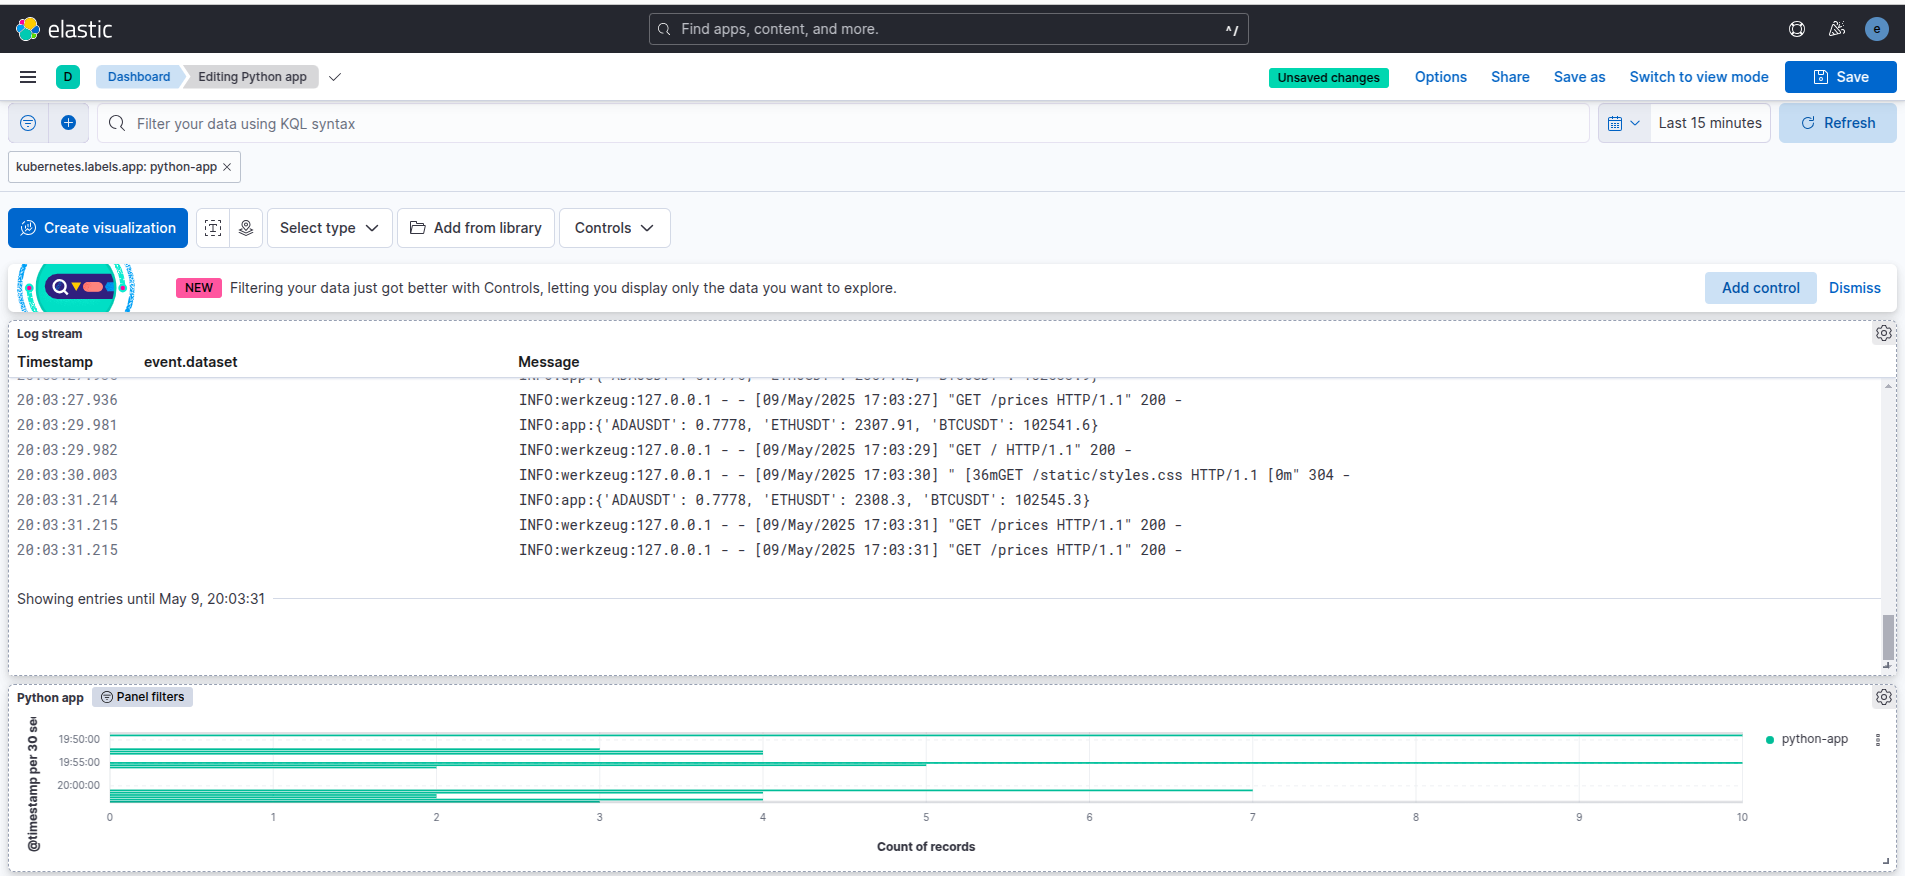 elastic
Find apps, content, and more.
^/
e
D
Dashboard
Editing Python app
Unsaved changes
Options
Share
Save as
Switch to view mode
Save
Filter your data using KQL syntax
Last 15 minutes
Refresh
kubernetes.labels.app: python-app ×
Create visualization
Select type
Add from library
Controls
NEW
Filtering your data just got better with Controls, letting you display only the data you want to explore.
Add control
Dismiss
Log stream
Timestamp event.dataset Message
20:03:27.936 INFO:werkzeug:127.0.0.1 - - [09/May/2025 17:03:27] "GET /prices HTTP/1.1" 200 -
20:03:29.981 INFO:app:{'ADAUSDT': 0.7778, 'ETHUSDT': 2307.91, 'BTCUSDT': 102541.6}
20:03:29.982 INFO:werkzeug:127.0.0.1 - - [09/May/2025 17:03:29] "GET / HTTP/1.1" 200 -
20:03:30.003 INFO:werkzeug:127.0.0.1 - - [09/May/2025 17:03:30] " [36mGET /static/styles.css HTTP/1.1 [0m" 304 -
20:03:31.214 INFO:app:{'ADAUSDT': 0.7778, 'ETHUSDT': 2308.3, 'BTCUSDT': 102545.3}
20:03:31.215 INFO:werkzeug:127.0.0.1 - - [09/May/2025 17:03:31] "GET /prices HTTP/1.1" 200 -
20:03:31.215 INFO:werkzeug:127.0.0.1 - - [09/May/2025 17:03:31] "GET /prices HTTP/1.1" 200 -
Showing entries until May 9, 20:03:31
Python app
Panel filters
@timestamp per 30 se
19:50:00
19:55:00
20:00:00
0 1 2 3 4 5 6 7 8 9 10
Count of records
python-app